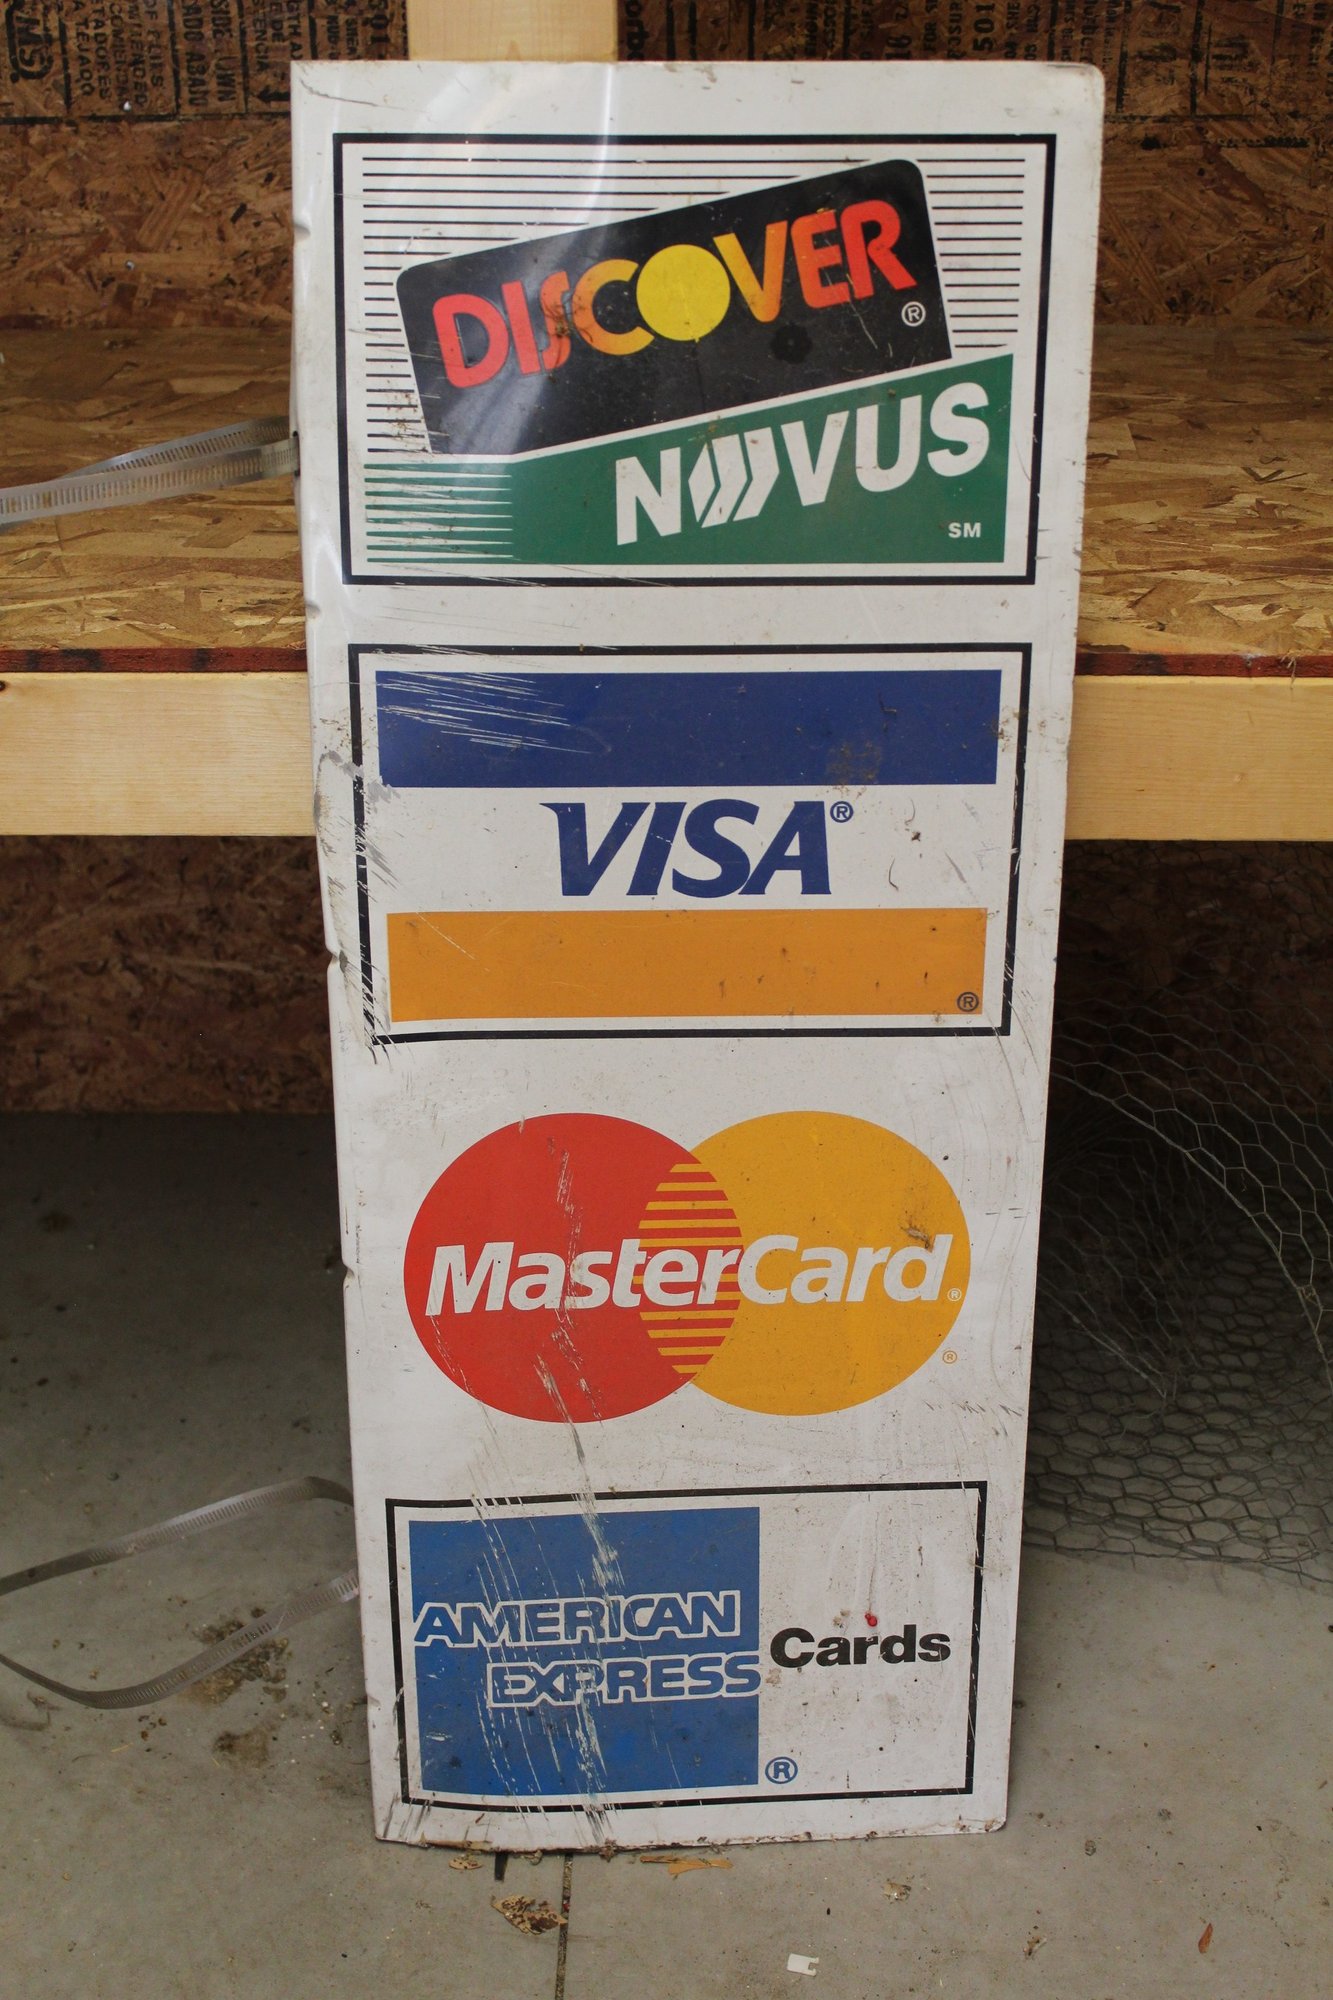 DISCOVER®
NOVUS
SM
VISA®
®
MasterCard®
®
AMERICAN
EXPRESS
®
Cards